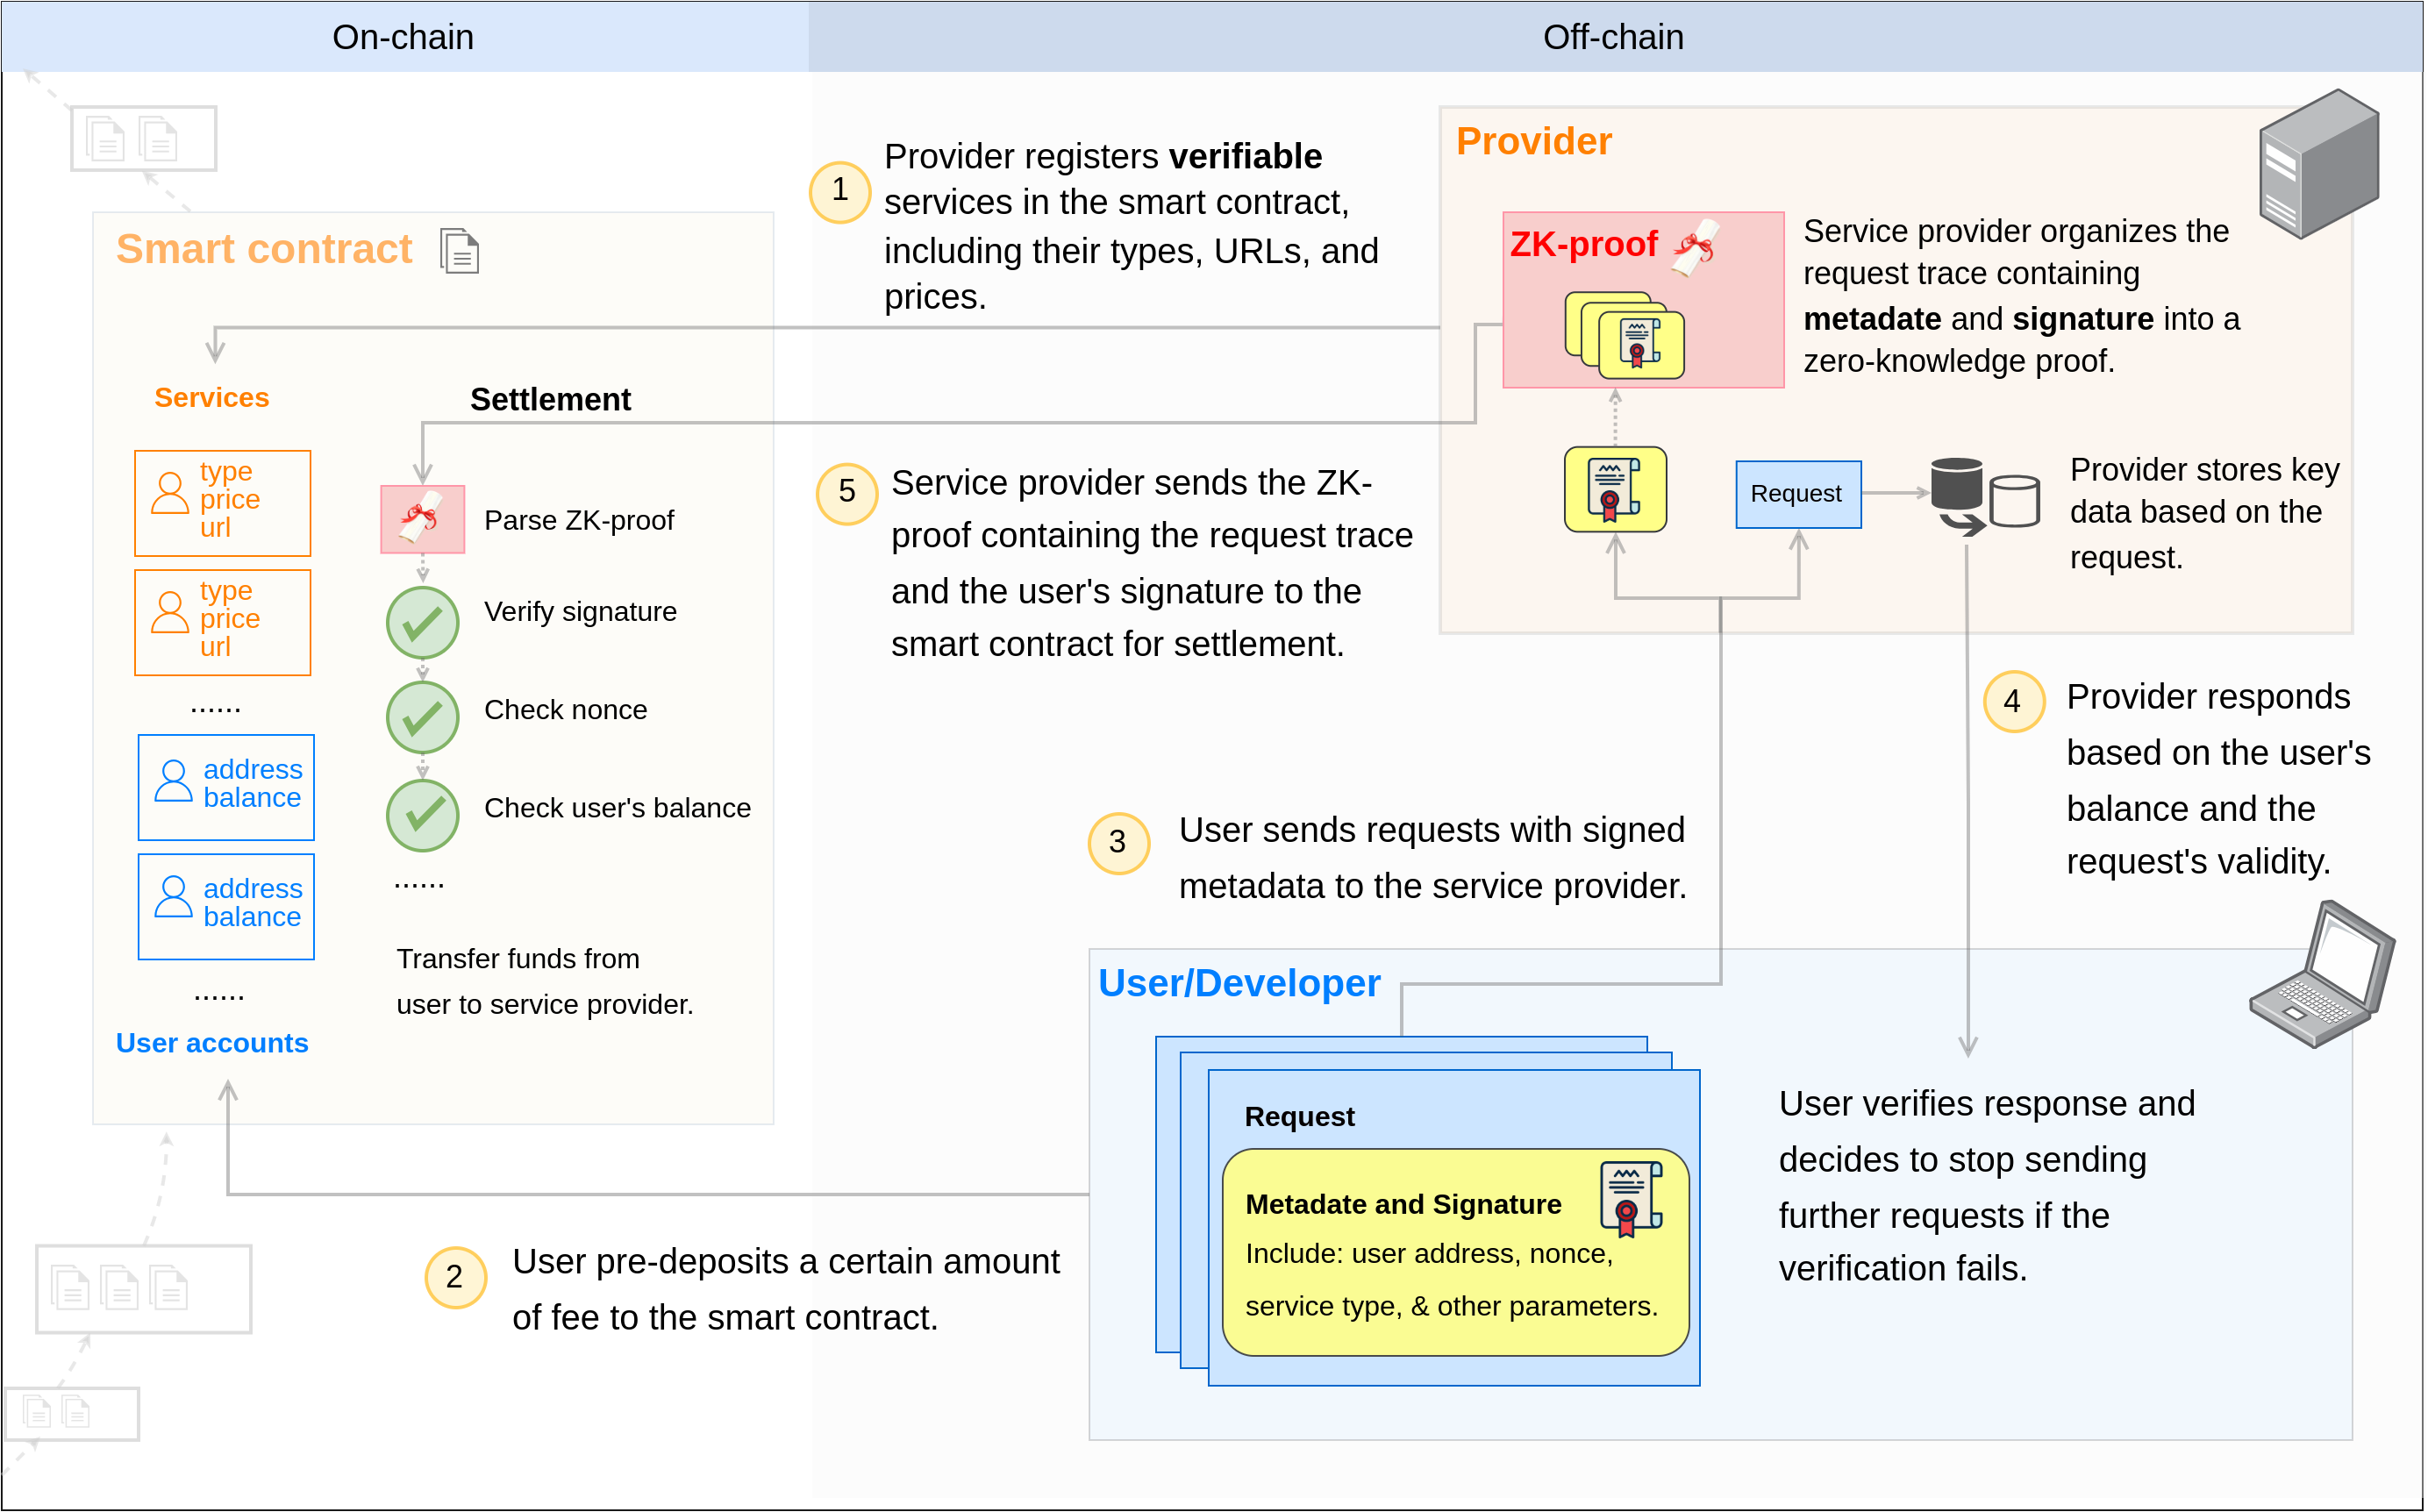 On-chain
Off-chain
Smart contract
Services
type
price
url
type
price
url
......
address
balance
address
balance
......
User accounts
Settlement
Parse ZK-proof
Verify signature
Check nonce
Check user's balance
......
Transfer funds from
user to service provider.
1
Provider registers verifiable
services in the smart contract,
including their types, URLs, and
prices.
Provider
ZK-proof
Service provider organizes the
request trace containing
metadate and signature into a
zero-knowledge proof.
Request
Provider stores key
data based on the
request.
5
Service provider sends the ZK-
proof containing the request trace
and the user's signature to the
smart contract for settlement.
4
Provider responds
based on the user's
balance and the
request's validity.
3
User sends requests with signed
metadata to the service provider.
User/Developer
Request
Metadate and Signature
Include: user address, nonce,
service type, & other parameters.
User verifies response and
decides to stop sending
further requests if the
verification fails.
2
User pre-deposits a certain amount
of fee to the smart contract.